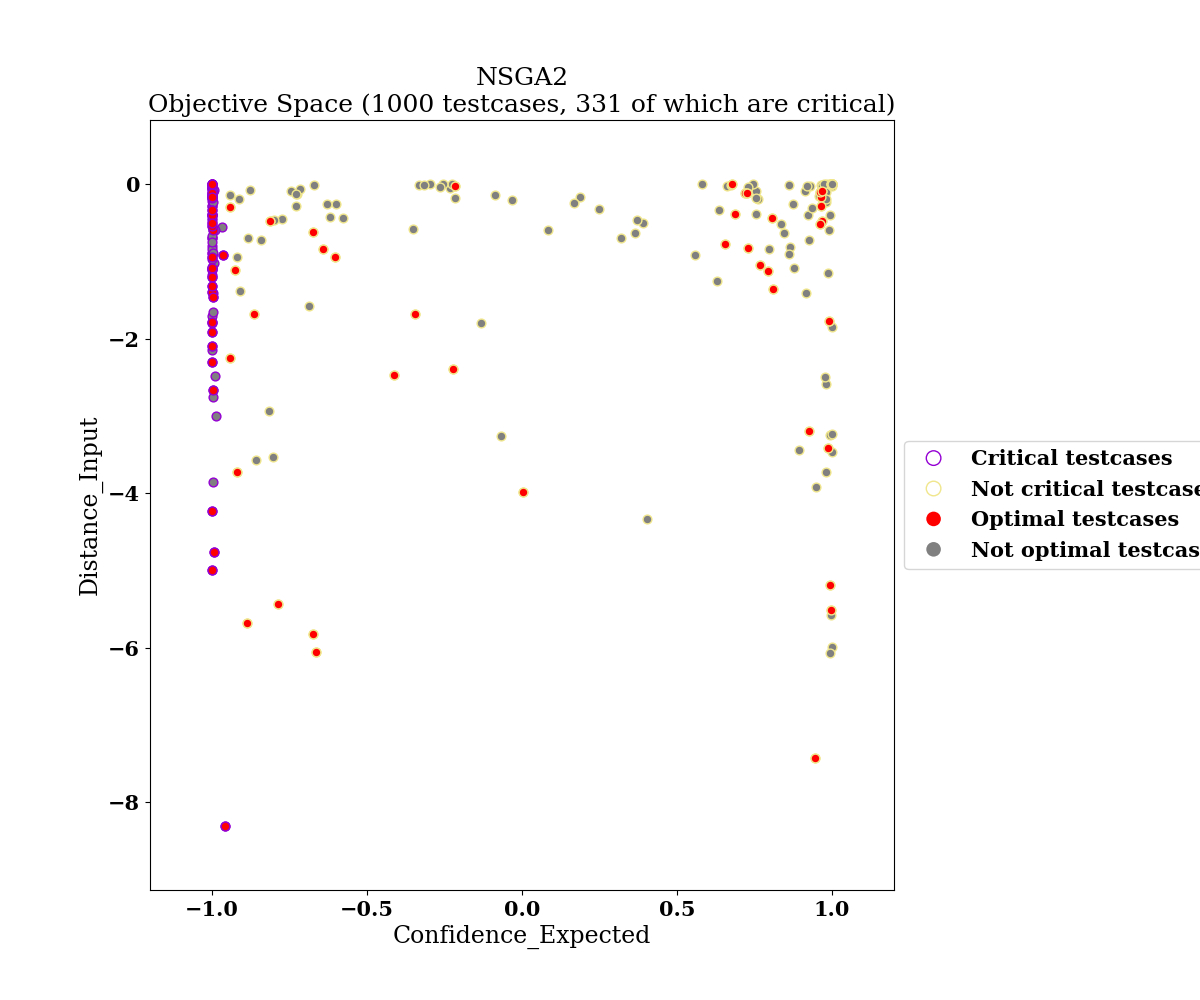 NSGA2
Objective Space (1000 testcases, 331 of which are critical)
0
−2
−4
−6
−8
Distance_Input
−1.0
−0.5
0.0
0.5
1.0
Confidence_Expected
Critical testcases
Not critical testcase
Optimal testcases
Not optimal testcas